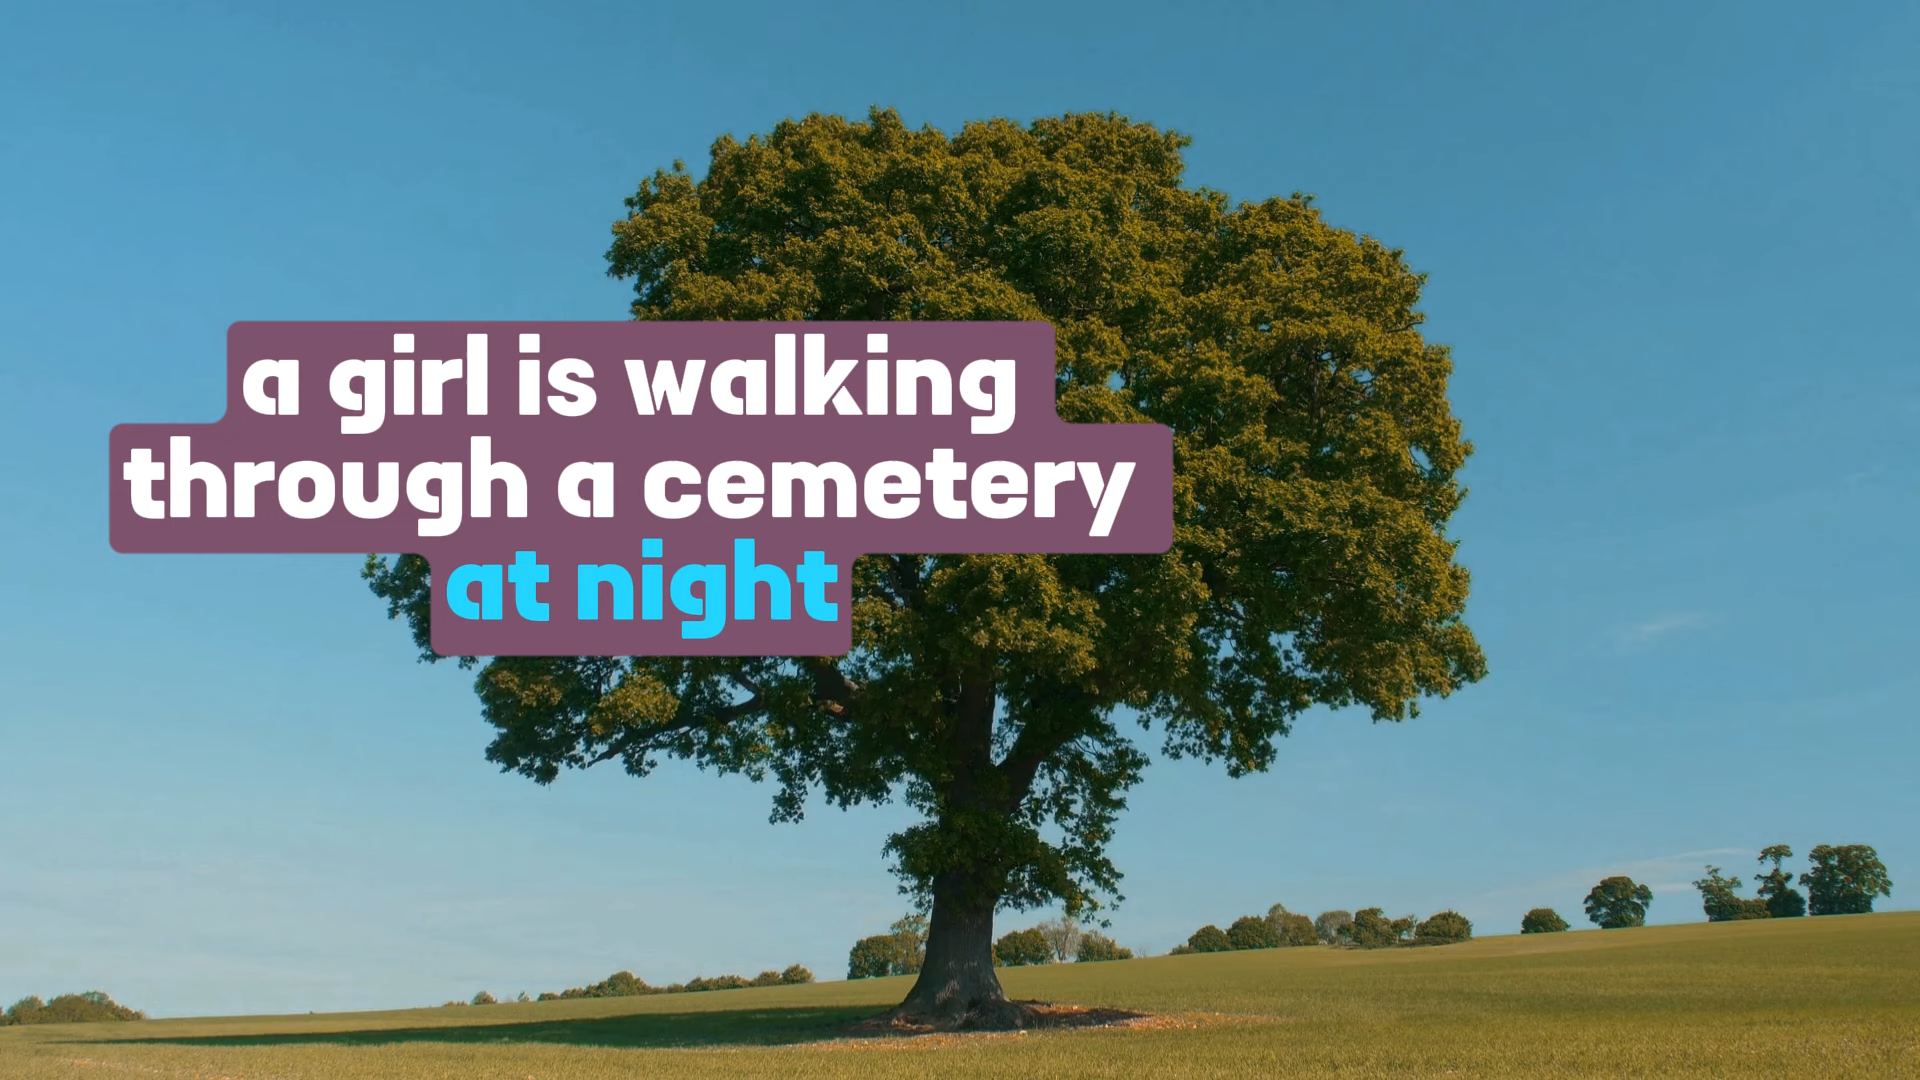 a girl is walking
through a cemetery
at night